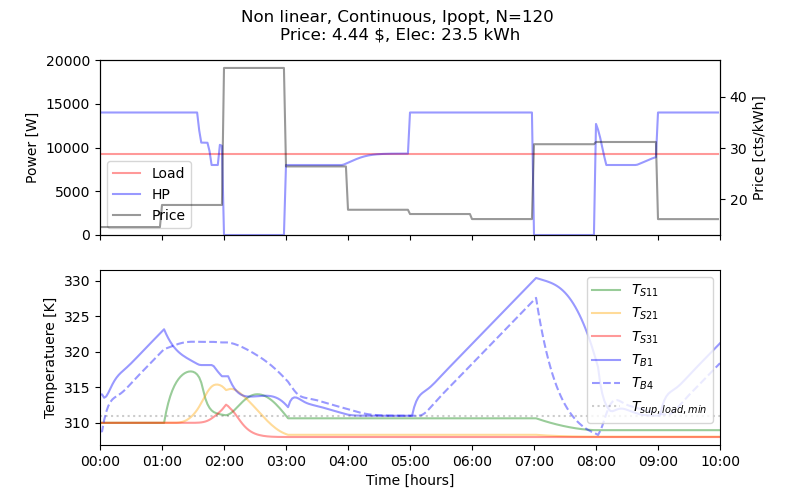 Non linear, Continuous, Ipopt, N=120
Price: 4.44 $, Elec: 23.5 kWh
20000
15000
10000
5000
0
Power [W]
Load
HP
Price
40
30
20
Price [cts/kWh]
330
325
320
315
310
Temperatuere [K]
T_{S11}
T_{S21}
T_{S31}
T_{B1}
T_{B4}
T_{sup,load,min}
00:00 01:00 02:00 03:00 04:00 05:00 06:00 07:00 08:00 09:00 10:00
Time [hours]